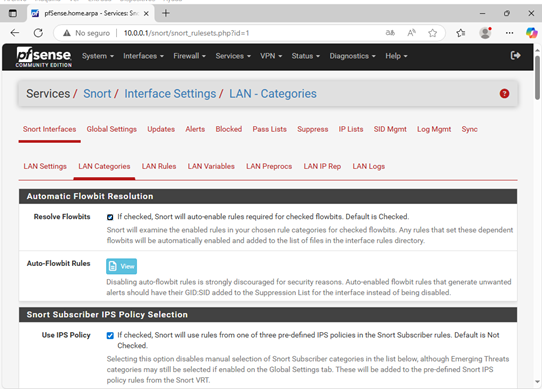 pfSense.home.arpa - Services: Sno
No seguro
10.0.0.1/snort/snort_rulesets.php?id=1
pfsense
COMMUNITY EDITION
System
Interfaces
Firewall
Services
VPN
Status
Diagnostics
Help
Services / Snort / Interface Settings / LAN - Categories
Snort Interfaces
Global Settings
Updates
Alerts
Blocked
Pass Lists
Suppress
IP Lists
SID Mgmt
Log Mgmt
Sync
LAN Settings
LAN Categories
LAN Rules
LAN Variables
LAN Preprocs
LAN IP Rep
LAN Logs
Automatic Flowbit Resolution
Resolve Flowbits
If checked, Snort will auto-enable rules required for checked flowbits. Default is Checked.
Snort will examine the enabled rules in your chosen rule categories for checked flowbits. Any rules that set these dependent
flowbits will be automatically enabled and added to the list of files in the interface rules directory.
Auto-Flowbit Rules
View
Disabling auto-flowbit rules is strongly discouraged for security reasons. Auto-enabled flowbit rules that generate unwanted
alerts should have their GID:SID added to the Suppression List for the interface instead of being disabled.
Snort Subscriber IPS Policy Selection
Use IPS Policy
If checked, Snort will use rules from one of three pre-defined IPS policies in the Snort Subscriber rules. Default is Not
Checked.
Selecting this option disables manual selection of Snort Subscriber categories in the list below, although Emerging Threats
categories may still be selected if enabled on the Global Settings tab. These will be added to the pre-defined Snort IPS
policy rules from the Snort VRT.